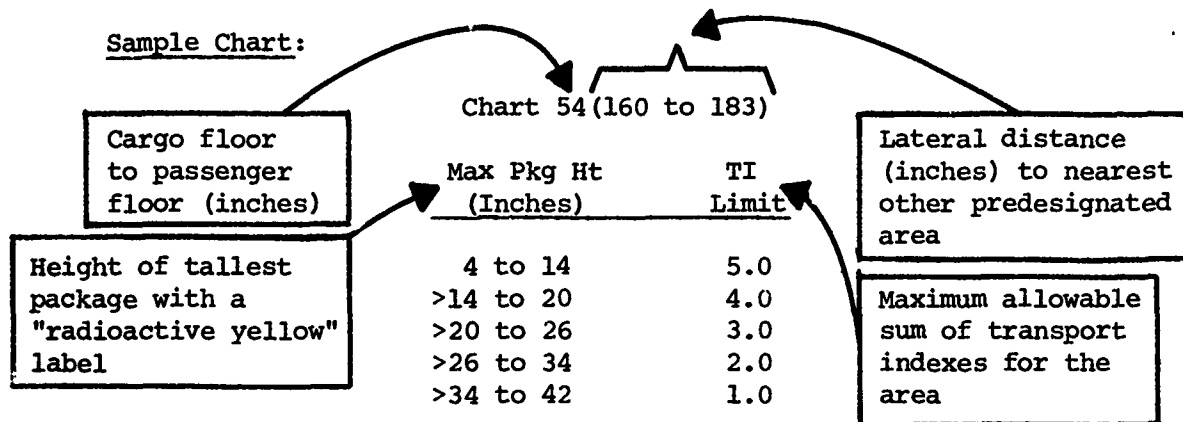 Sample Chart:
Chart 54(160 to 183)
Cargo floor
to passenger
floor (inches)
Lateral distance
(inches) to nearest
other predesignated
area
Max Pkg Ht
(Inches)
TI
Limit
Height of tallest
package with a
"radioactive yellow"
label
4 to 14 5.0
>14 to 20 4.0
>20 to 26 3.0
>26 to 34 2.0
>34 to 42 1.0
Maximum allowable
sum of transport
indexes for the
area